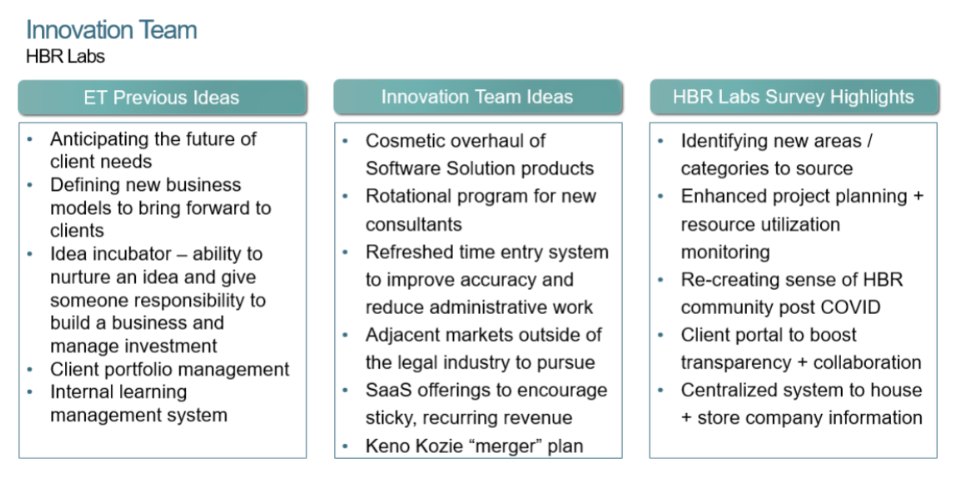 Innovation Team
HBR Labs
ET Previous Ideas
• Anticipating the future of
client needs
• Defining new business
models to bring forward to
clients
• Idea incubator – ability to
nurture an idea and give
someone responsibility to
build a business and
manage investment
• Client portfolio management
• Internal learning
management system
Innovation Team Ideas
• Cosmetic overhaul of
Software Solution products
• Rotational program for new
consultants
• Refreshed time entry system
to improve accuracy and
reduce administrative work
• Adjacent markets outside of
the legal industry to pursue
• SaaS offerings to encourage
sticky, recurring revenue
• Keno Kozie “merger” plan
HBR Labs Survey Highlights
• Identifying new areas /
categories to source
• Enhanced project planning +
resource utilization
monitoring
• Re-creating sense of HBR
community post COVID
• Client portal to boost
transparency + collaboration
• Centralized system to house
+ store company information